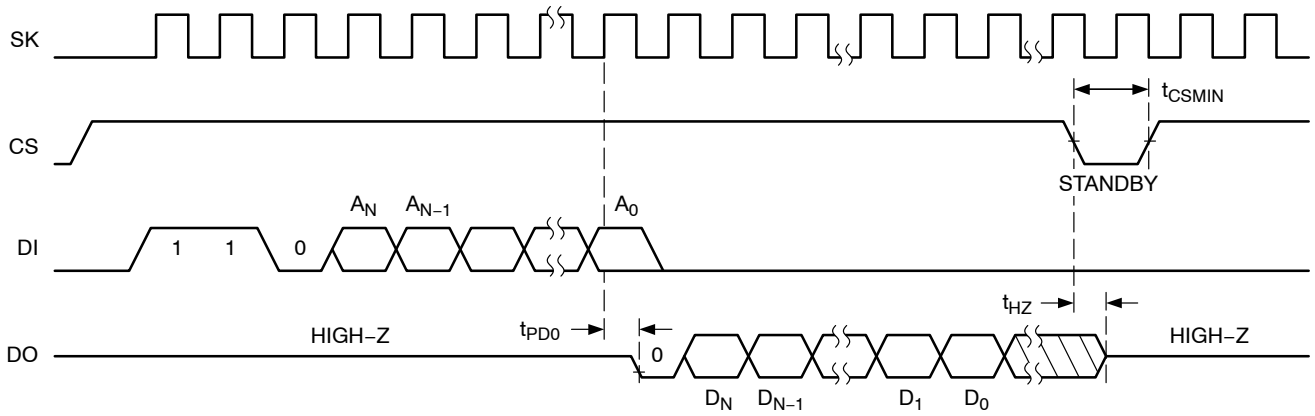 SK
t_CSMIN
CS
STANDBY
A_N A_N–1 A_0
DI 1 1 0
t_HZ
t_PD0
HIGH–Z HIGH–Z
DO 0
D_N D_N–1 D_1 D_0